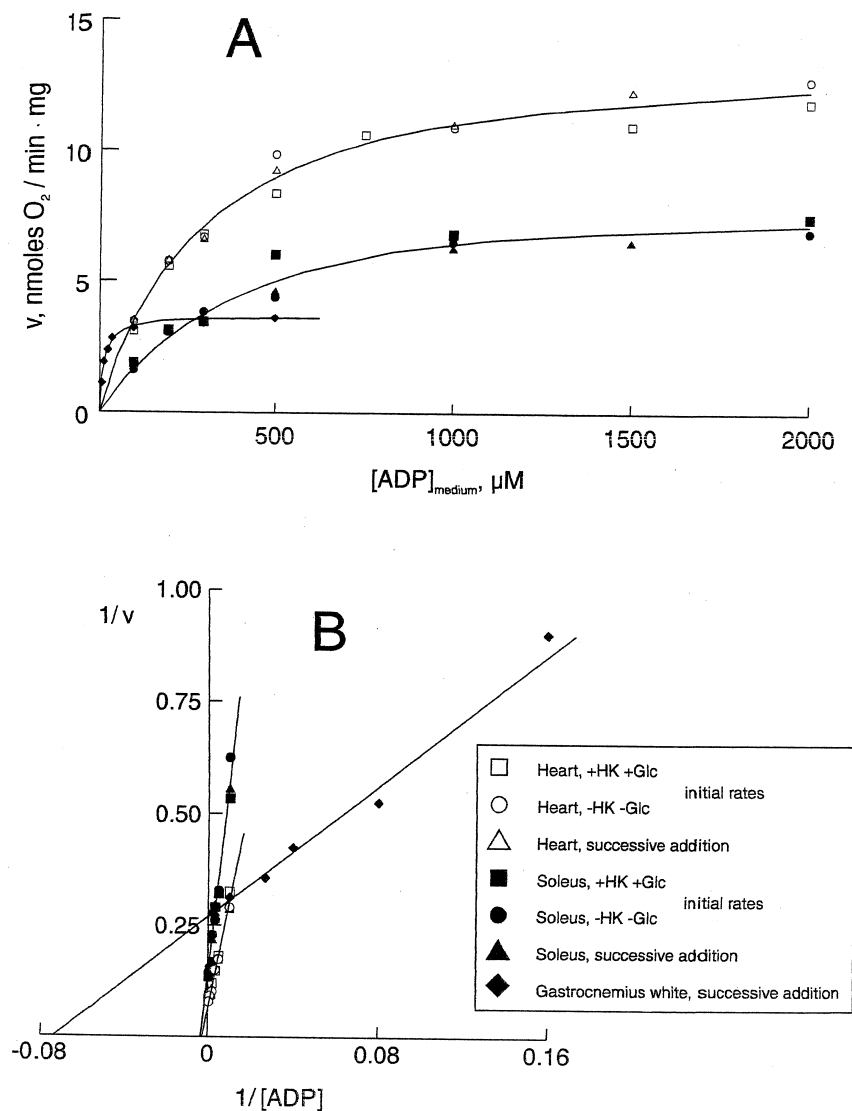 A
15
10
5
0
v, nmoles O₂ / min · mg
500
1000
1500
2000
[ADP]medium, µM
B
1/v
1.00
0.75
0.50
0.25
-0.08
0
0.08
0.16
1/[ADP]
Heart, +HK +Glc
initial rates
Heart, -HK -Glc
Heart, successive addition
Soleus, +HK +Glc
initial rates
Soleus, -HK -Glc
Soleus, successive addition
Gastrocnemius white, successive addition